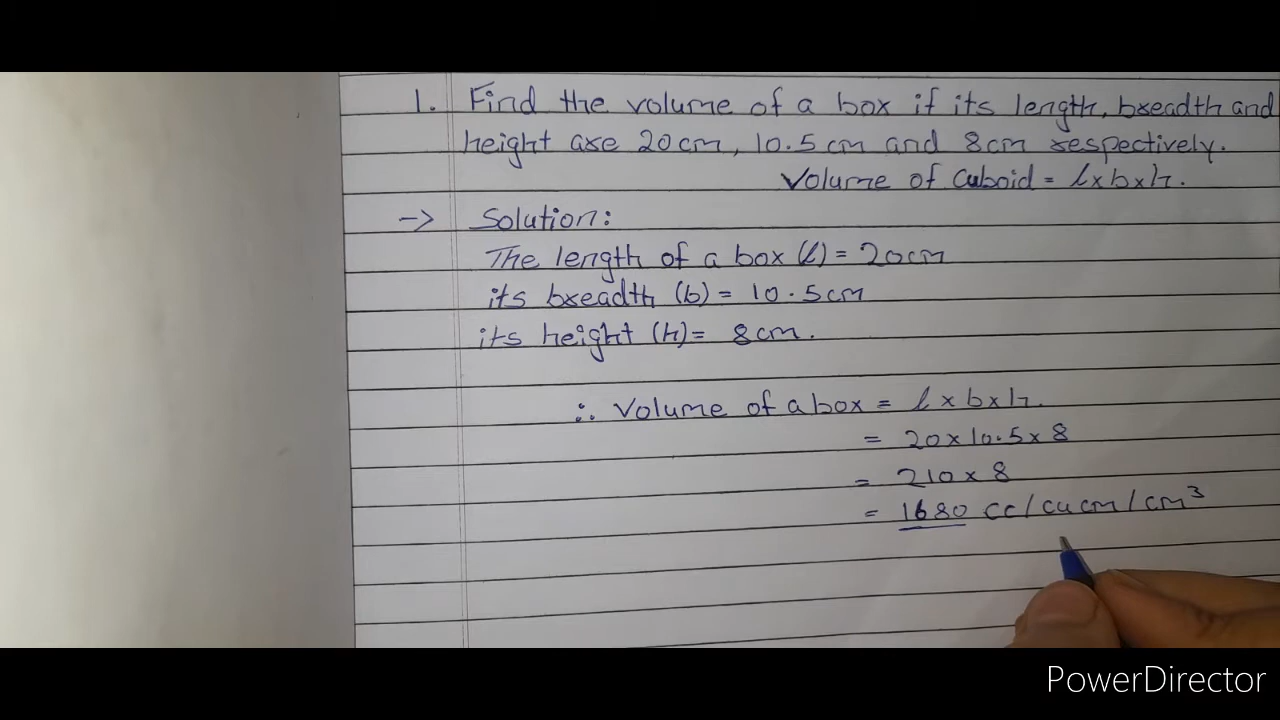 1. Find the volume of a box if its length, breadth and
height are 20cm, 10.5cm and 8cm respectively.
Volume of Cuboid = l×b×h.
-> Solution:
The length of a box (l) = 20cm
its breadth (b) = 10.5cm
its height (h) = 8cm.
∴ Volume of a box = l×b×h.
= 20×10.5×8
= 210×8
= 1680 cc/cu cm/cm³
PowerDirector